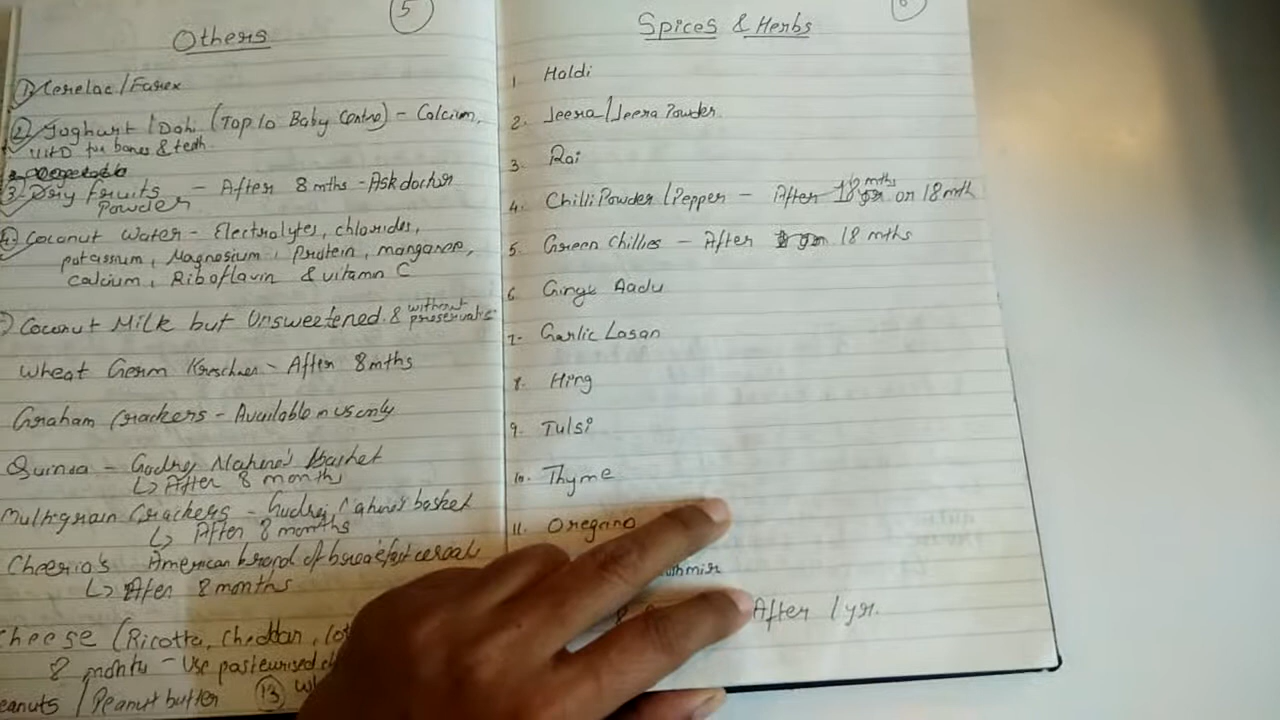 5
Others
1) Cerelac / Farex
2) Yoghurt / Dahi (Top 10 Baby Centre) - Calcium,
VitD for bones & teeth
3. Dry fruits - After 8 mths - Ask doctor
Powder
4. Coconut Water - Electrolytes, chlorides,
potassium, Magnesium, Protein, manganese,
calcium, Riboflavin & vitamin C
Coconut Milk but Unsweetened & without
preservatives
Wheat Germ - After 8 mths
Graham Crackers - Available in US only
Quinoa - Godrej Nature's Basket
↳ After 8 months
Multigrain Crackers - Godrej Nature's basket
↳ After 8 months
Cheerio's American brand of breakfast cereal
↳ After 8 months
Cheese (Ricotta, Cheddar,
8 months - Use pasteurised
Peanuts / Peanut butter 13
Spices & Herbs
1 Holdi
2. Jeera / Jeera Powder
3. Rai
4. Chilli Powder / Pepper - After mths or 18 mth
5. Green Chillies - After 18 mths
6. Aadu
7. Garlic Lasan
8. Hing
9. Tulsi
10. Thyme
11. Oregano
After 1 yr.